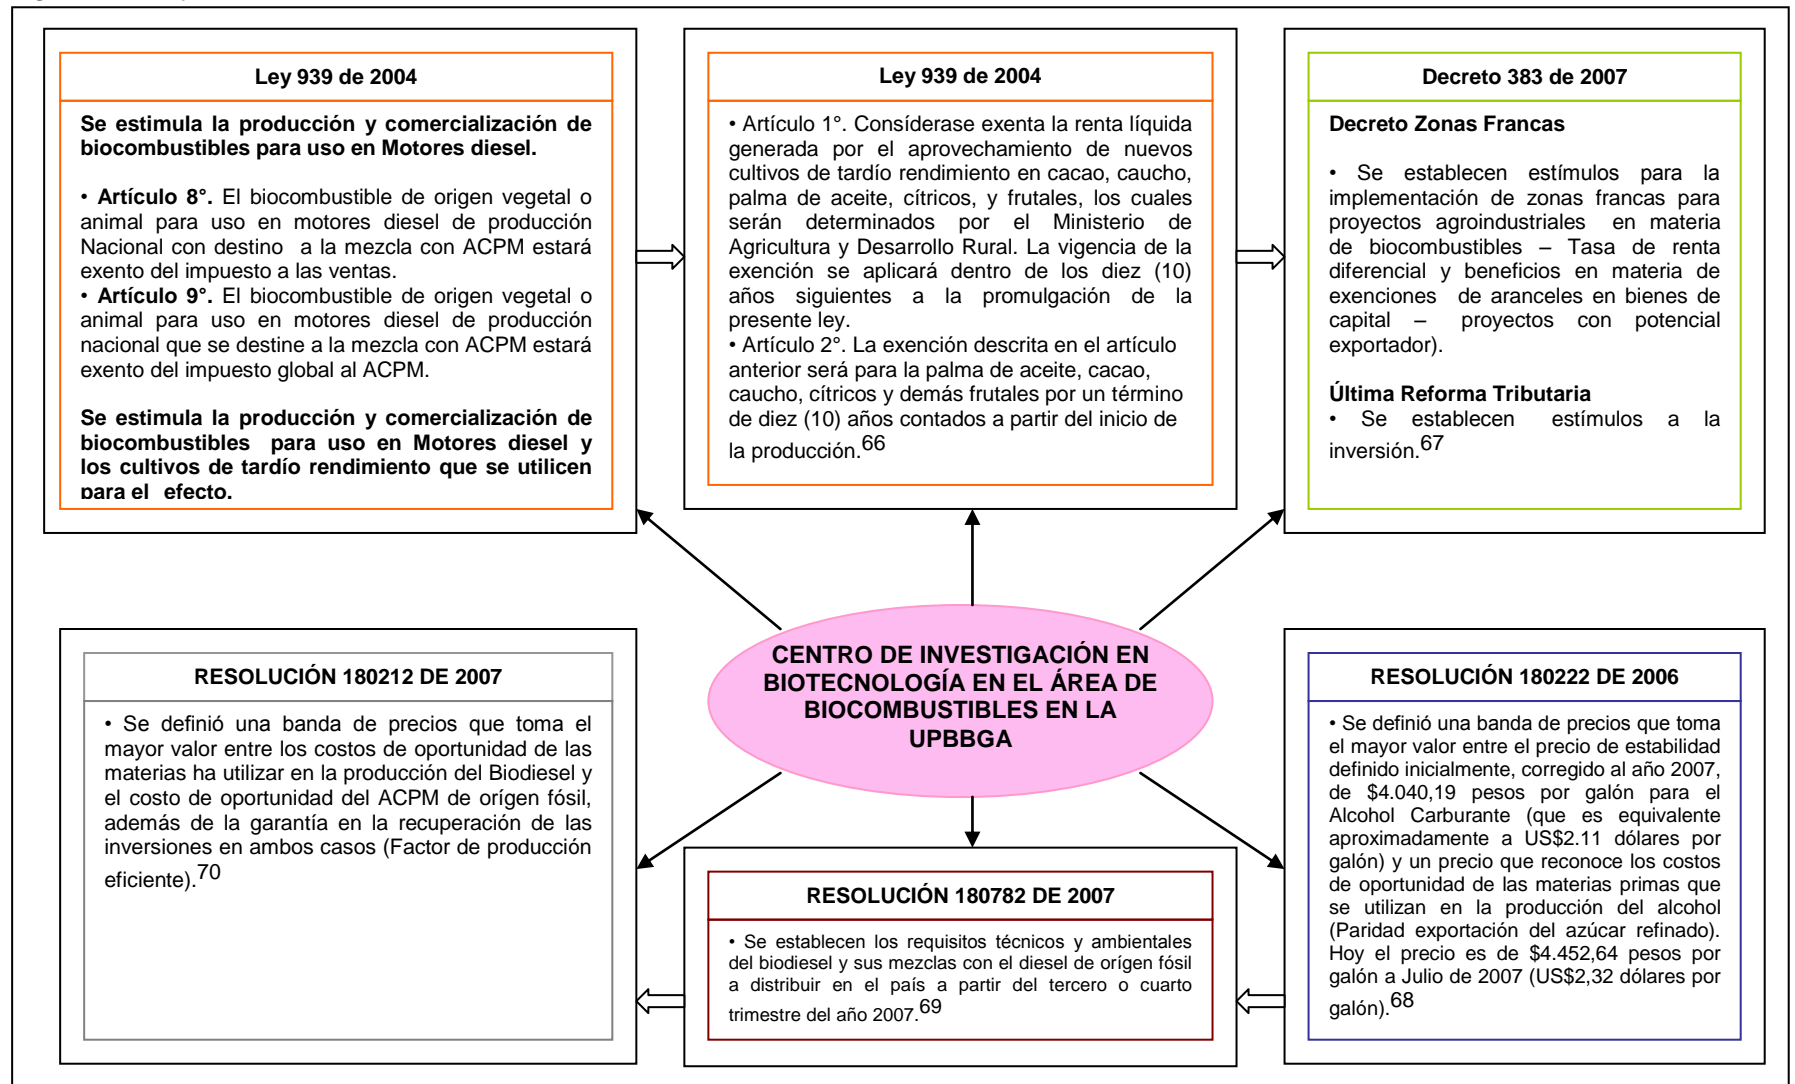 Ley 939 de 2004
Se estimula la producción y comercialización de
biocombustibles para uso en Motores diesel.
• Artículo 8°. El biocombustible de origen vegetal o
animal para uso en motores diesel de producción
Nacional con destino a la mezcla con ACPM estará
exento del impuesto a las ventas.
• Artículo 9°. El biocombustible de origen vegetal o
animal para uso en motores diesel de producción
nacional que se destine a la mezcla con ACPM estará
exento del impuesto global al ACPM.
Se estimula la producción y comercialización de
biocombustibles para uso en Motores diesel y
los cultivos de tardío rendimiento que se utilicen
para el efecto.
Ley 939 de 2004
• Artículo 1°. Considérase exenta la renta líquida
generada por el aprovechamiento de nuevos
cultivos de tardío rendimiento en cacao, caucho,
palma de aceite, cítricos, y frutales, los cuales
serán determinados por el Ministerio de
Agricultura y Desarrollo Rural. La vigencia de la
exención se aplicará dentro de los diez (10)
años siguientes a la promulgación de la
presente ley.
• Artículo 2°. La exención descrita en el artículo
anterior será para la palma de aceite, cacao,
caucho, cítricos y demás frutales por un término
de diez (10) años contados a partir del inicio de
la producción.66
Decreto 383 de 2007
Decreto Zonas Francas
• Se establecen estímulos para la
implementación de zonas francas para
proyectos agroindustriales en materia
de biocombustibles – Tasa de renta
diferencial y beneficios en materia de
exenciones de aranceles en bienes de
capital – proyectos con potencial
exportador).
Última Reforma Tributaria
• Se establecen estímulos a la
inversión.67
CENTRO DE INVESTIGACIÓN EN
BIOTECNOLOGÍA EN EL ÁREA DE
BIOCOMBUSTIBLES EN LA
UPBBGA
RESOLUCIÓN 180212 DE 2007
• Se definió una banda de precios que toma el
mayor valor entre los costos de oportunidad de las
materias ha utilizar en la producción del Biodiesel y
el costo de oportunidad del ACPM de orígen fósil,
además de la garantía en la recuperación de las
inversiones en ambos casos (Factor de producción
eficiente).70
RESOLUCIÓN 180782 DE 2007
• Se establecen los requisitos técnicos y ambientales
del biodiesel y sus mezclas con el diesel de orígen fósil
a distribuir en el país a partir del tercero o cuarto
trimestre del año 2007.69
RESOLUCIÓN 180222 DE 2006
• Se definió una banda de precios que toma
el mayor valor entre el precio de estabilidad
definido inicialmente, corregido al año 2007,
de $4.040,19 pesos por galón para el
Alcohol Carburante (que es equivalente
aproximadamente a US$2.11 dólares por
galón) y un precio que reconoce los costos
de oportunidad de las materias primas que
se utilizan en la producción del alcohol
(Paridad exportación del azúcar refinado).
Hoy el precio es de $4.452,64 pesos por
galón a Julio de 2007 (US$2,32 dólares por
galón).68